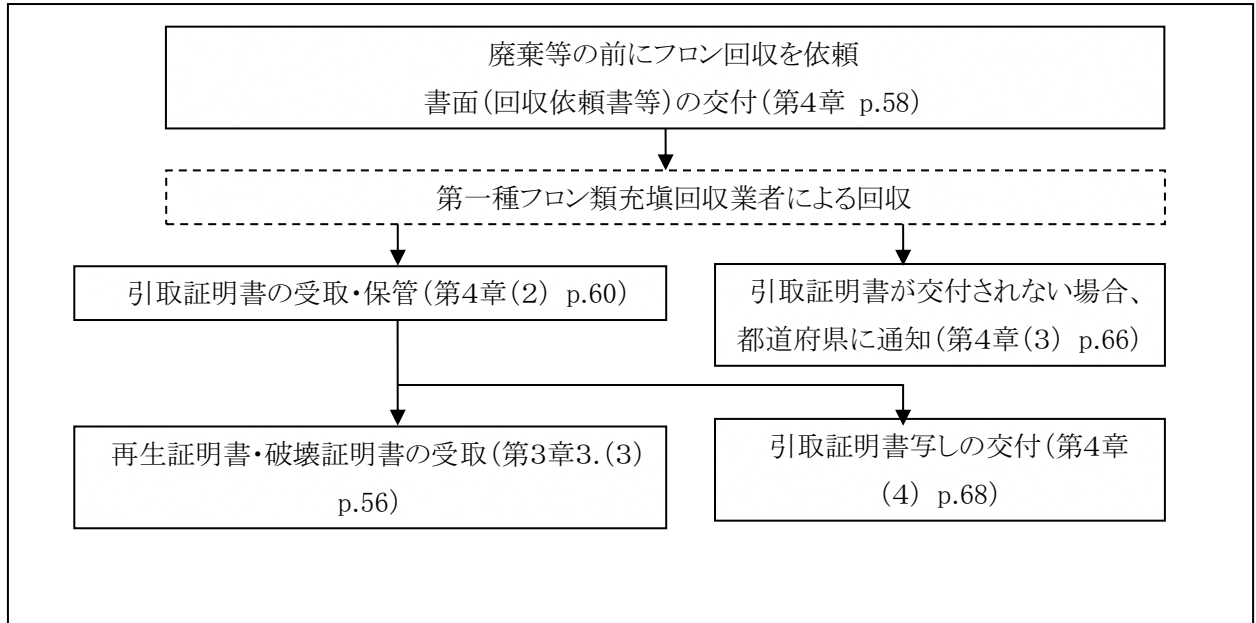 廃棄等の前にフロン回収を依頼
書面(回収依頼書等)の交付(第4章 p.58)
第一種フロン類充塡回収業者による回収
引取証明書の受取・保管(第4章(2) p.60)
引取証明書が交付されない場合、
都道府県に通知(第4章(3) p.66)
再生証明書・破壊証明書の受取(第3章3.(3)
p.56)
引取証明書写しの交付(第4章
(4) p.68)